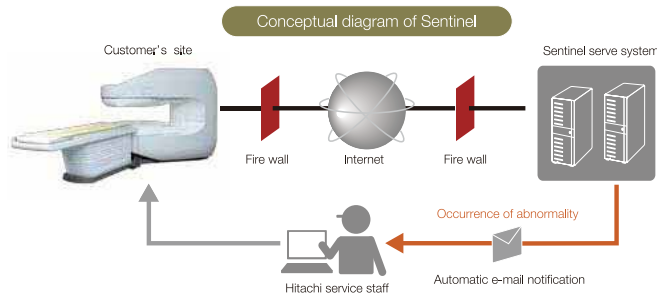 Conceptual diagram of Sentinel
Customer's site
Sentinel serve system
Fire wall
Internet
Fire wall
Occurrence of abnormality
Automatic e-mail notification
Hitachi service staff